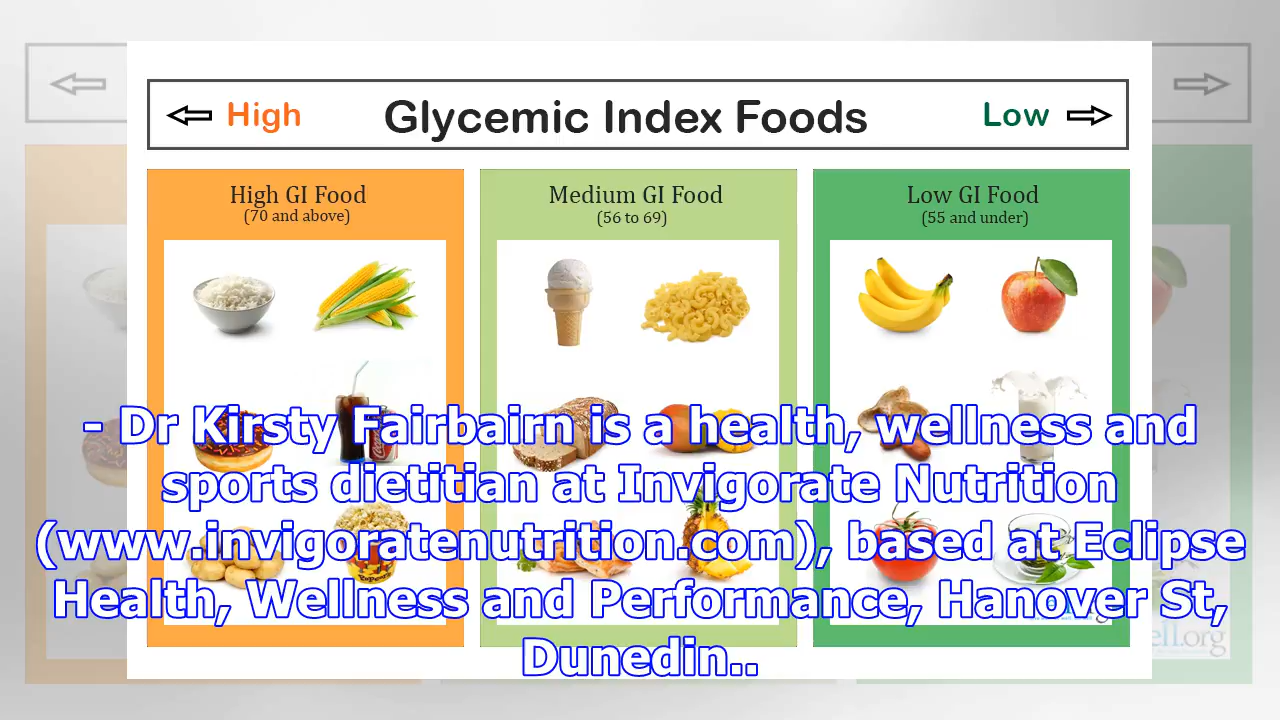 High
Glycemic Index Foods
Low
High GI Food
(70 and above)
Medium GI Food
(56 to 69)
Low GI Food
(55 and under)
- Dr Kirsty Fairbairn is a health, wellness and
sports dietitian at Invigorate Nutrition
(www.invigoratenutrition.com), based at Eclipse
Health, Wellness and Performance, Hanover St,
Dunedin..
ell.org